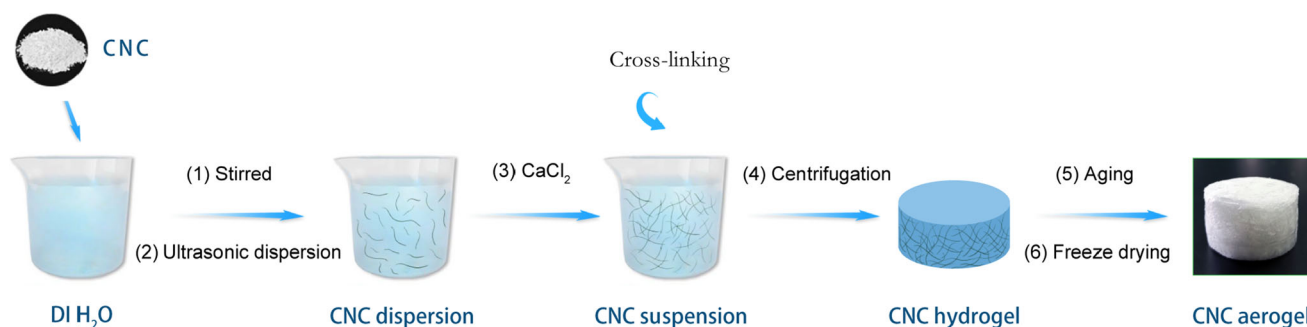 CNC
Cross-linking
(1) Stirred
(2) Ultrasonic dispersion
(3) CaCl₂
(4) Centrifugation
(5) Aging
(6) Freeze drying
DI H₂O
CNC dispersion
CNC suspension
CNC hydrogel
CNC aerogel